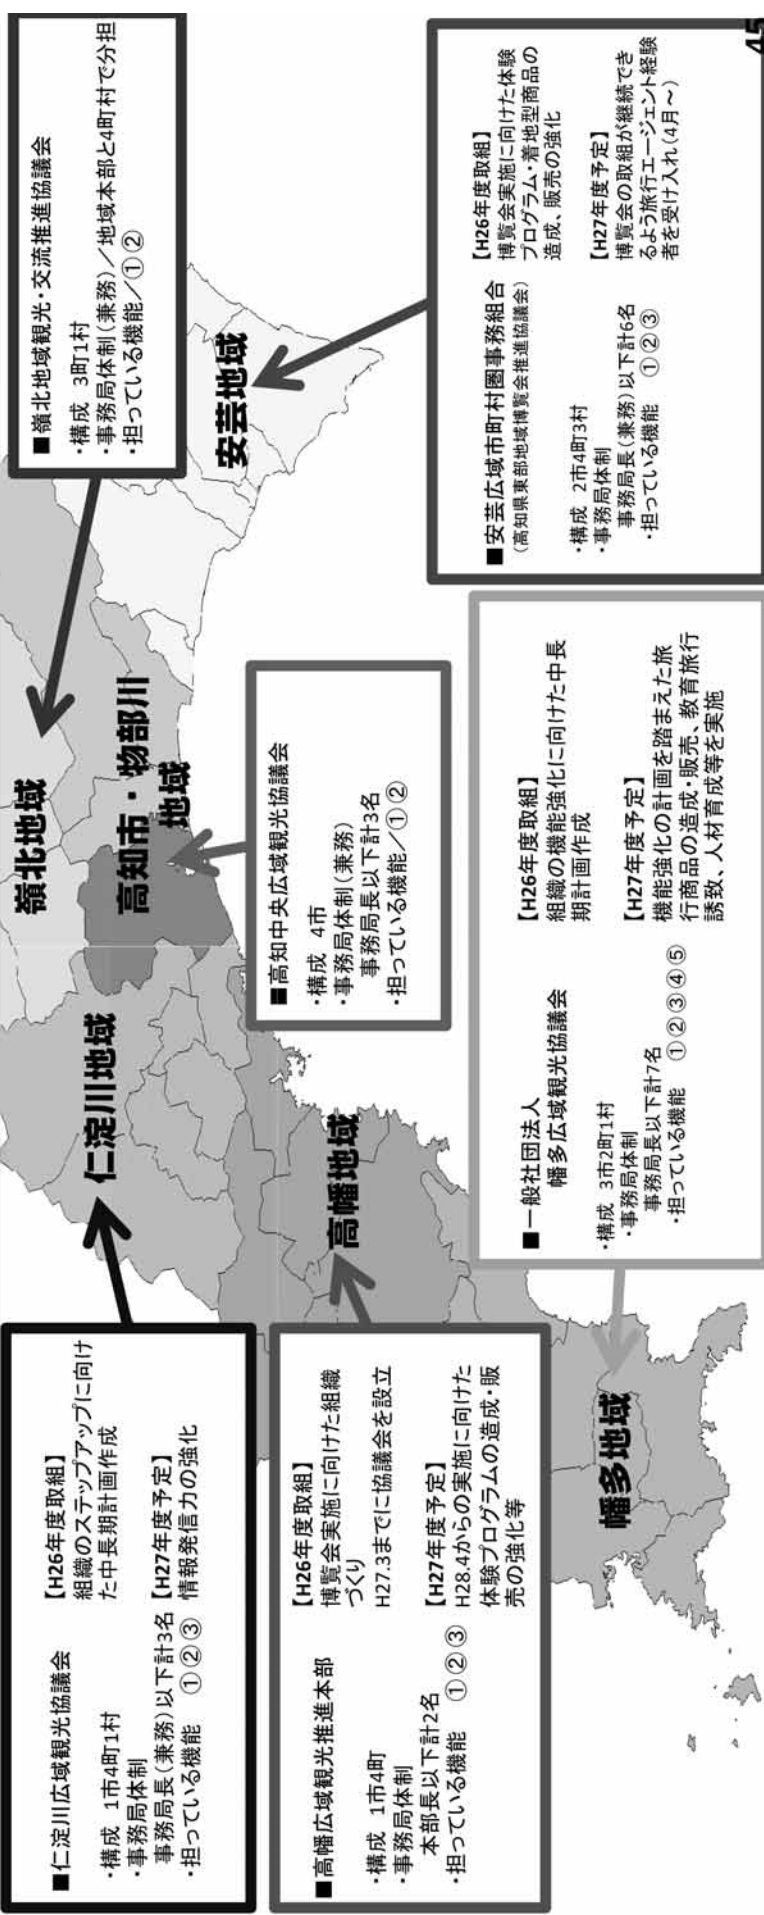 ■仁淀川広域観光協議会
・構成 1市4町1村
・事務局体制
事務局長(兼務)以下計3名
・担っている機能 ①②③
【H26年度取組】
組織のステップアップに向け
た中長期計画作成
【H27年度予定】
情報発信力の強化
■高幡広域観光推進本部
・構成 1市4町
・事務局体制
本部長以下計2名
・担っている機能 ①②③
【H26年度取組】
博覧会実施に向けた組織
づくり
H27.3までに協議会を設立
【H27年度予定】
H28.4からの実施に向けた
体験プログラムの造成・販
売の強化等
仁淀川地域
高幡地域
幡多地域
嶺北地域
高知市・物部川
地域
安芸地域
■高知中央広域観光協議会
・構成 4市
・事務局体制(兼務)
事務局長以下計3名
・担っている機能/①②
■一般社団法人
幡多広域観光協議会
・構成 3市2町1村
・事務局体制
事務局長以下計7名
・担っている機能 ①②③④⑤
【H26年度取組】
組織の機能強化に向けた中長
期計画作成
【H27年度予定】
機能強化の計画を踏まえた旅
行商品の造成・販売、教育旅行
誘致、人材育成等を実施
■嶺北地域観光・交流推進協議会
・構成 3町1村
・事務局体制(兼務)/地域本部と4町村で分担
・担っている機能/①②
■安芸広域市町村圏事務組合
(高知県東部地域博覧会推進協議会)
・構成 2市4町3村
・事務局体制
事務局長(兼務)以下計6名
・担っている機能 ①②③
【H26年度取組】
博覧会実施に向けた体験
プログラム・着地型商品の
造成、販売の強化
【H27年度予定】
博覧会の取組が継続でき
るよう旅行エージェント経験
者を受け入れ(4月～)
45